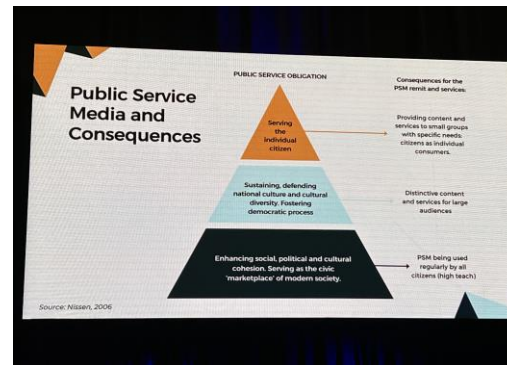 Public Service
Media and
Consequences
PUBLIC SERVICE OBLIGATION
Serving
the
individual
citizen
Sustaining, defending
national culture and cultural
diversity. Fostering
democratic process
Enhancing social, political and cultural
cohesion. Serving as the civic
'marketplace' of modern society.
Consequences for the
PSM remit and services:
Providing content and
services to small groups
with specific needs;
citizens as individual
consumers.
Distinctive content
and services for large
audiences
PSM being used
regularly by all
citizens (high teach)
Source: Nissen, 2006